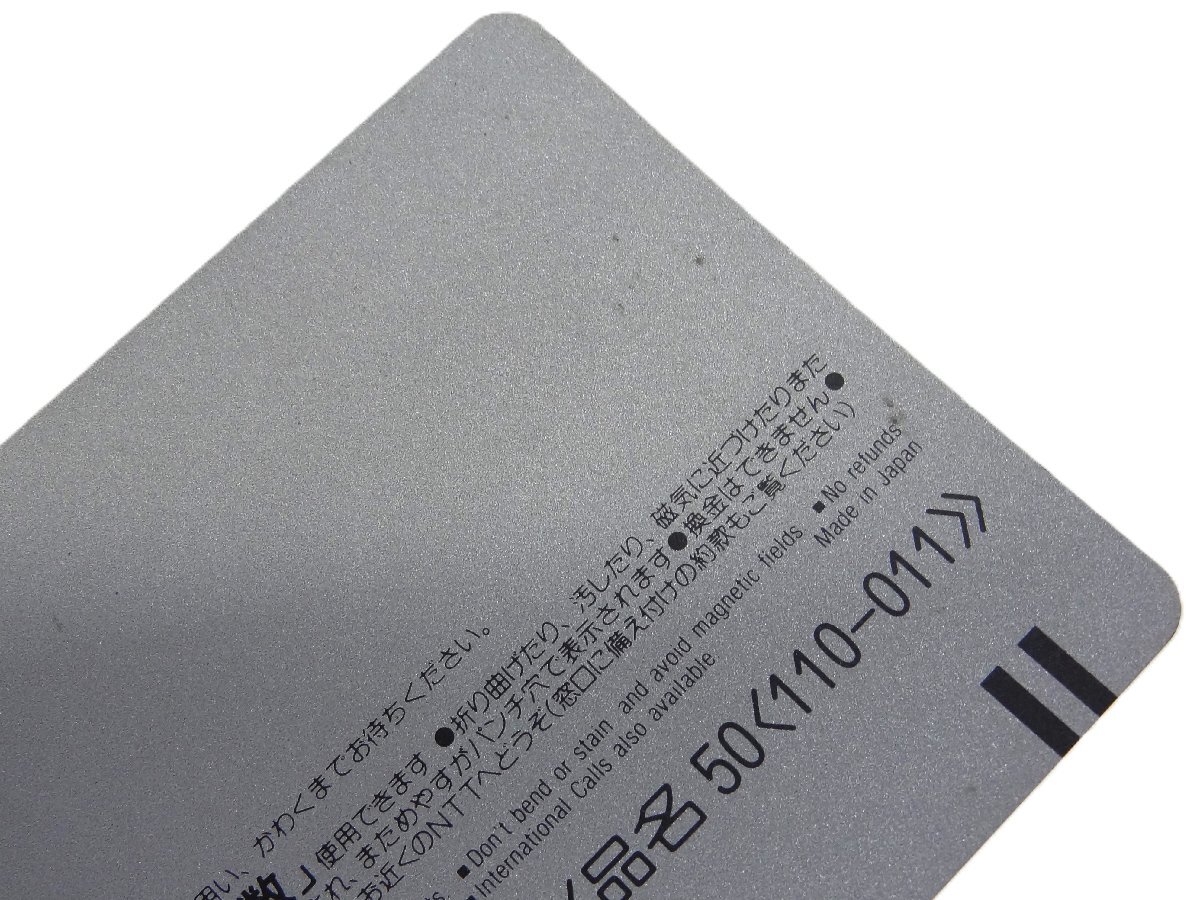 用い、かわくまでお待ちください。
数」使用できます ●折り曲げたり、汚したり、磁気に近づけたりまた
され、まためやすがパンチ穴で表示されます●換金はできません●
お近くのNTTへどうぞ(窓口に備え付けの約款もご覧ください)
■Don't bend or stain and avoid magnetic fields ■No refunds
■International Calls also available Made in Japan
品名 50〈110-011〉》